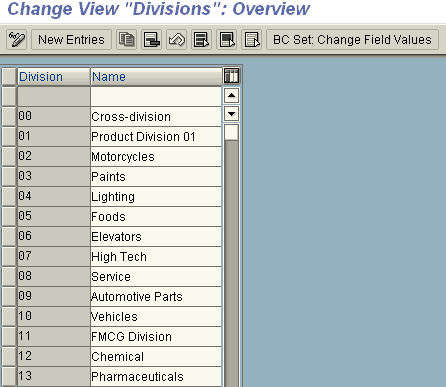 Change View "Divisions": Overview
New Entries BC Set: Change Field Values
Division Name
00 Cross-division
01 Product Division 01
02 Motorcycles
03 Paints
04 Lighting
05 Foods
06 Elevators
07 High Tech
08 Service
09 Automotive Parts
10 Vehicles
11 FMCG Division
12 Chemical
13 Pharmaceuticals